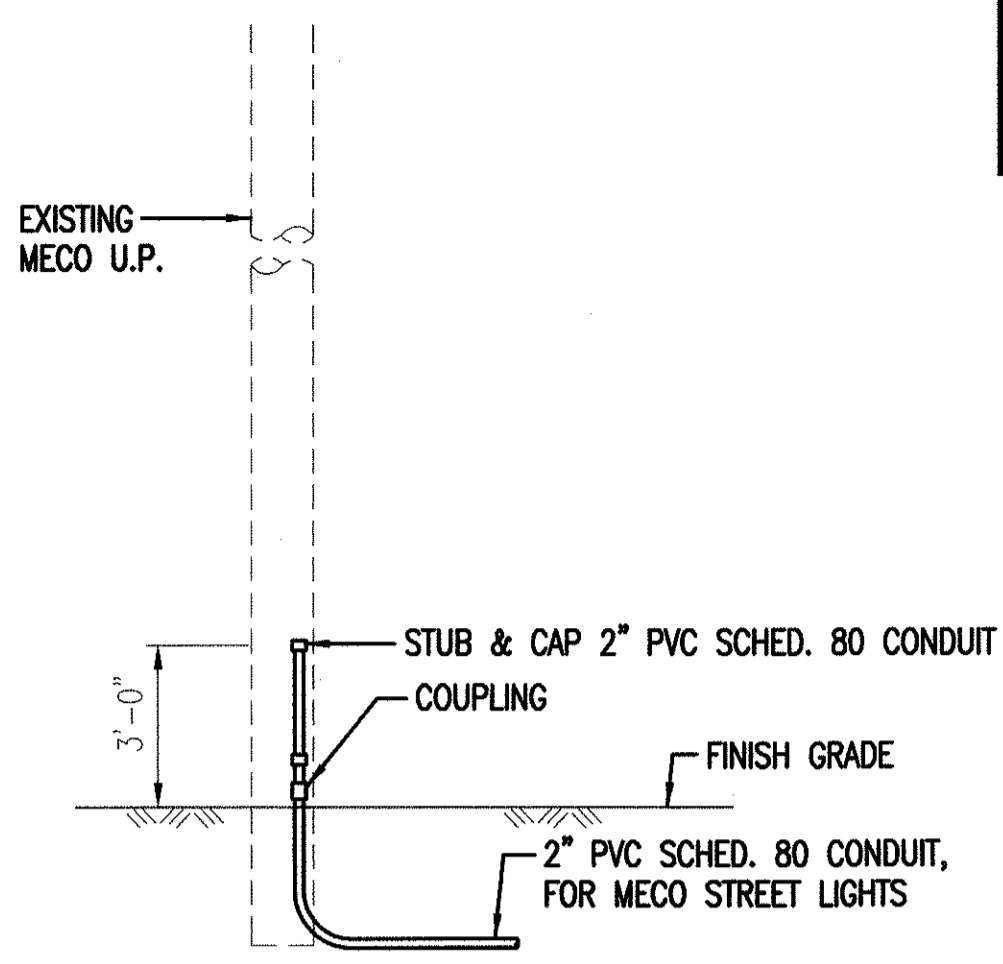 EXISTING
MECO U.P.
STUB & CAP 2" PVC SCHED. 80 CONDUIT
COUPLING
3'-0"
FINISH GRADE
2" PVC SCHED. 80 CONDUIT,
FOR MECO STREET LIGHTS